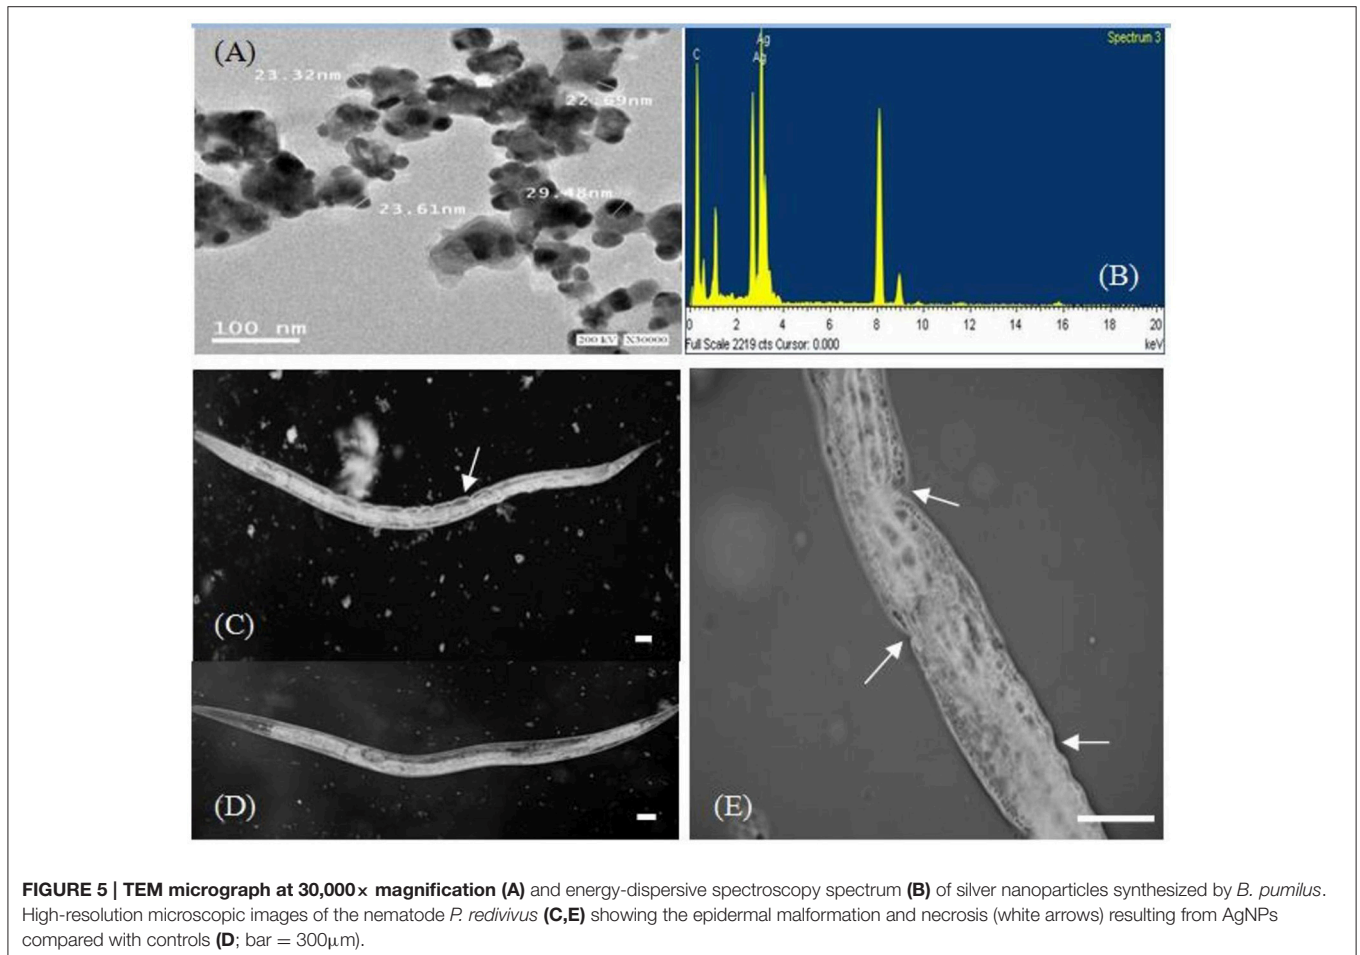 (A)
23.32nm
22.69nm
29.48nm
23.61nm
100 nm
200 kV X30000
Spectrum 3
C
Ag
Ag
(B)
0 2 4 6 8 10 12 14 16 18 20
Full Scale 2219 cts Cursor: 0.000 keV
(C)
(D)
(E)
FIGURE 5 | TEM micrograph at 30,000× magnification (A) and energy-dispersive spectroscopy spectrum (B) of silver nanoparticles synthesized by B. pumilus.
High-resolution microscopic images of the nematode P. redivivus (C,E) showing the epidermal malformation and necrosis (white arrows) resulting from AgNPs
compared with controls (D; bar = 300μm).